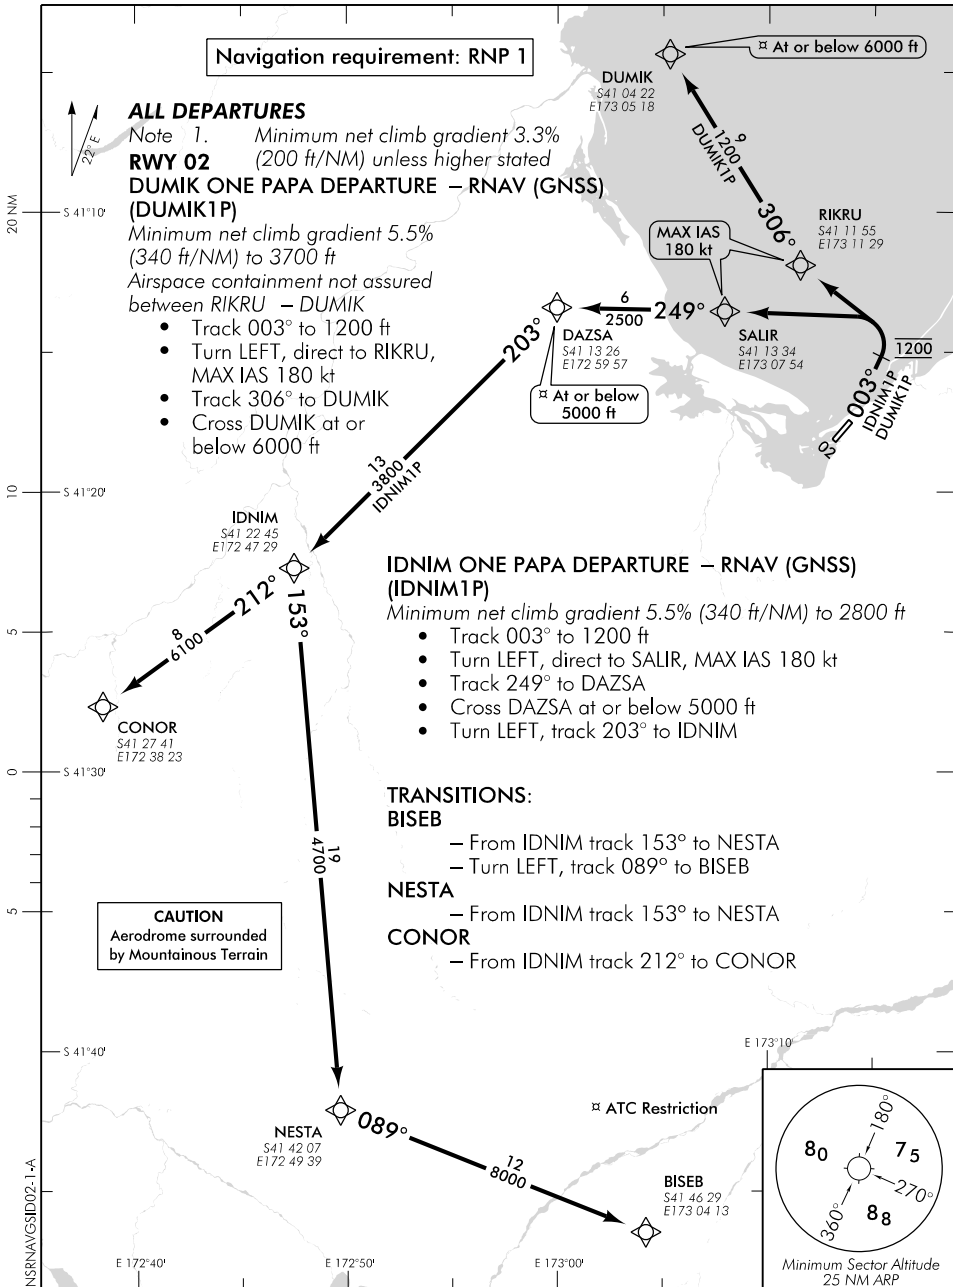 Navigation requirement: RNP 1
¤ At or below 6000 ft
DUMIK
S41 04 22
E173 05 18
22° E
ALL DEPARTURES
Note 1. Minimum net climb gradient 3.3%
(200 ft/NM) unless higher stated
RWY 02
DUMIK ONE PAPA DEPARTURE – RNAV (GNSS)
(DUMIK1P)
Minimum net climb gradient 5.5%
(340 ft/NM) to 3700 ft
Airspace containment not assured
between RIKRU – DUMIK
• Track 003° to 1200 ft
• Turn LEFT, direct to RIKRU,
MAX IAS 180 kt
• Track 306° to DUMIK
• Cross DUMIK at or
below 6000 ft
9
1200
DUMIK1P
306°
RIKRU
S41 11 55
E173 11 29
MAX IAS
180 kt
6
2500
249°
SALIR
S41 13 34
E173 07 54
DAZSA
S41 13 26
E172 59 57
¤ At or below
5000 ft
1200
003°
IDNIM1P
DUMIK1P
02
203°
13
3800
IDNIM1P
20 NM
S 41°10'
10
S 41°20'
5
0
S 41°30'
5
S 41°40'
IDNIM
S41 22 45
E172 47 29
212°
8
6100
153°
CONOR
S41 27 41
E172 38 23
IDNIM ONE PAPA DEPARTURE – RNAV (GNSS)
(IDNIM1P)
Minimum net climb gradient 5.5% (340 ft/NM) to 2800 ft
• Track 003° to 1200 ft
• Turn LEFT, direct to SALIR, MAX IAS 180 kt
• Track 249° to DAZSA
• Cross DAZSA at or below 5000 ft
• Turn LEFT, track 203° to IDNIM
TRANSITIONS:
BISEB
– From IDNIM track 153° to NESTA
– Turn LEFT, track 089° to BISEB
NESTA
– From IDNIM track 153° to NESTA
CONOR
– From IDNIM track 212° to CONOR
19
4700
CAUTION
Aerodrome surrounded
by Mountainous Terrain
NESTA
S41 42 07
E172 49 39
089°
12
8000
¤ ATC Restriction
BISEB
S41 46 29
E173 04 13
E 173°10'
180°
80
75
270°
88
360°
Minimum Sector Altitude
25 NM ARP
E 172°40'
E 172°50'
E 173°00'
NSRNAVGSID02-1-A